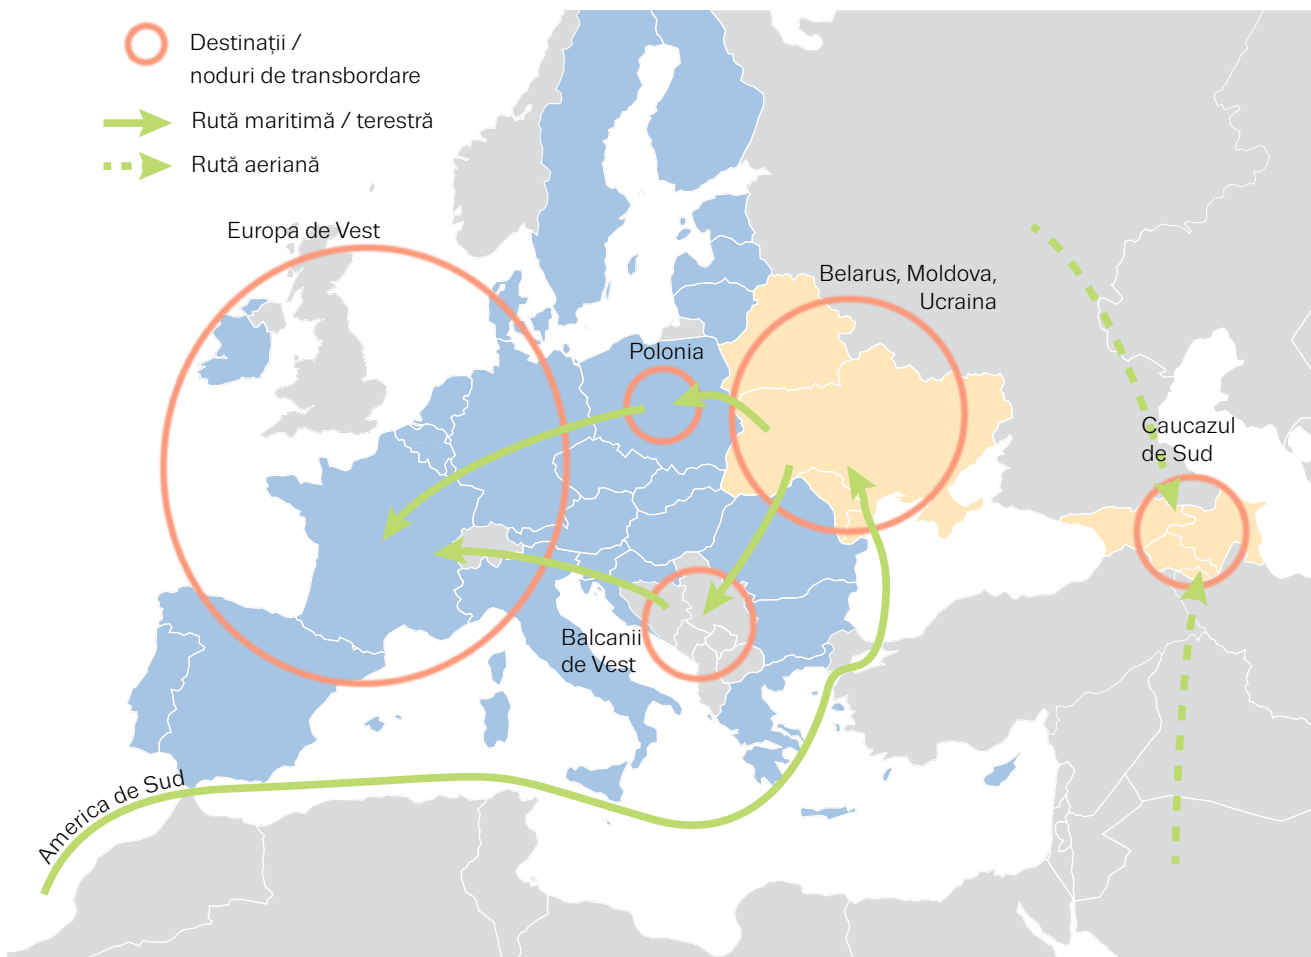 Destinații /
noduri de transbordare
Rută maritimă / terestră
Rută aeriană
Europa de Vest
Belarus, Moldova,
Ucraina
Polonia
Caucazul
de Sud
Balcanii
de Vest
America de Sud